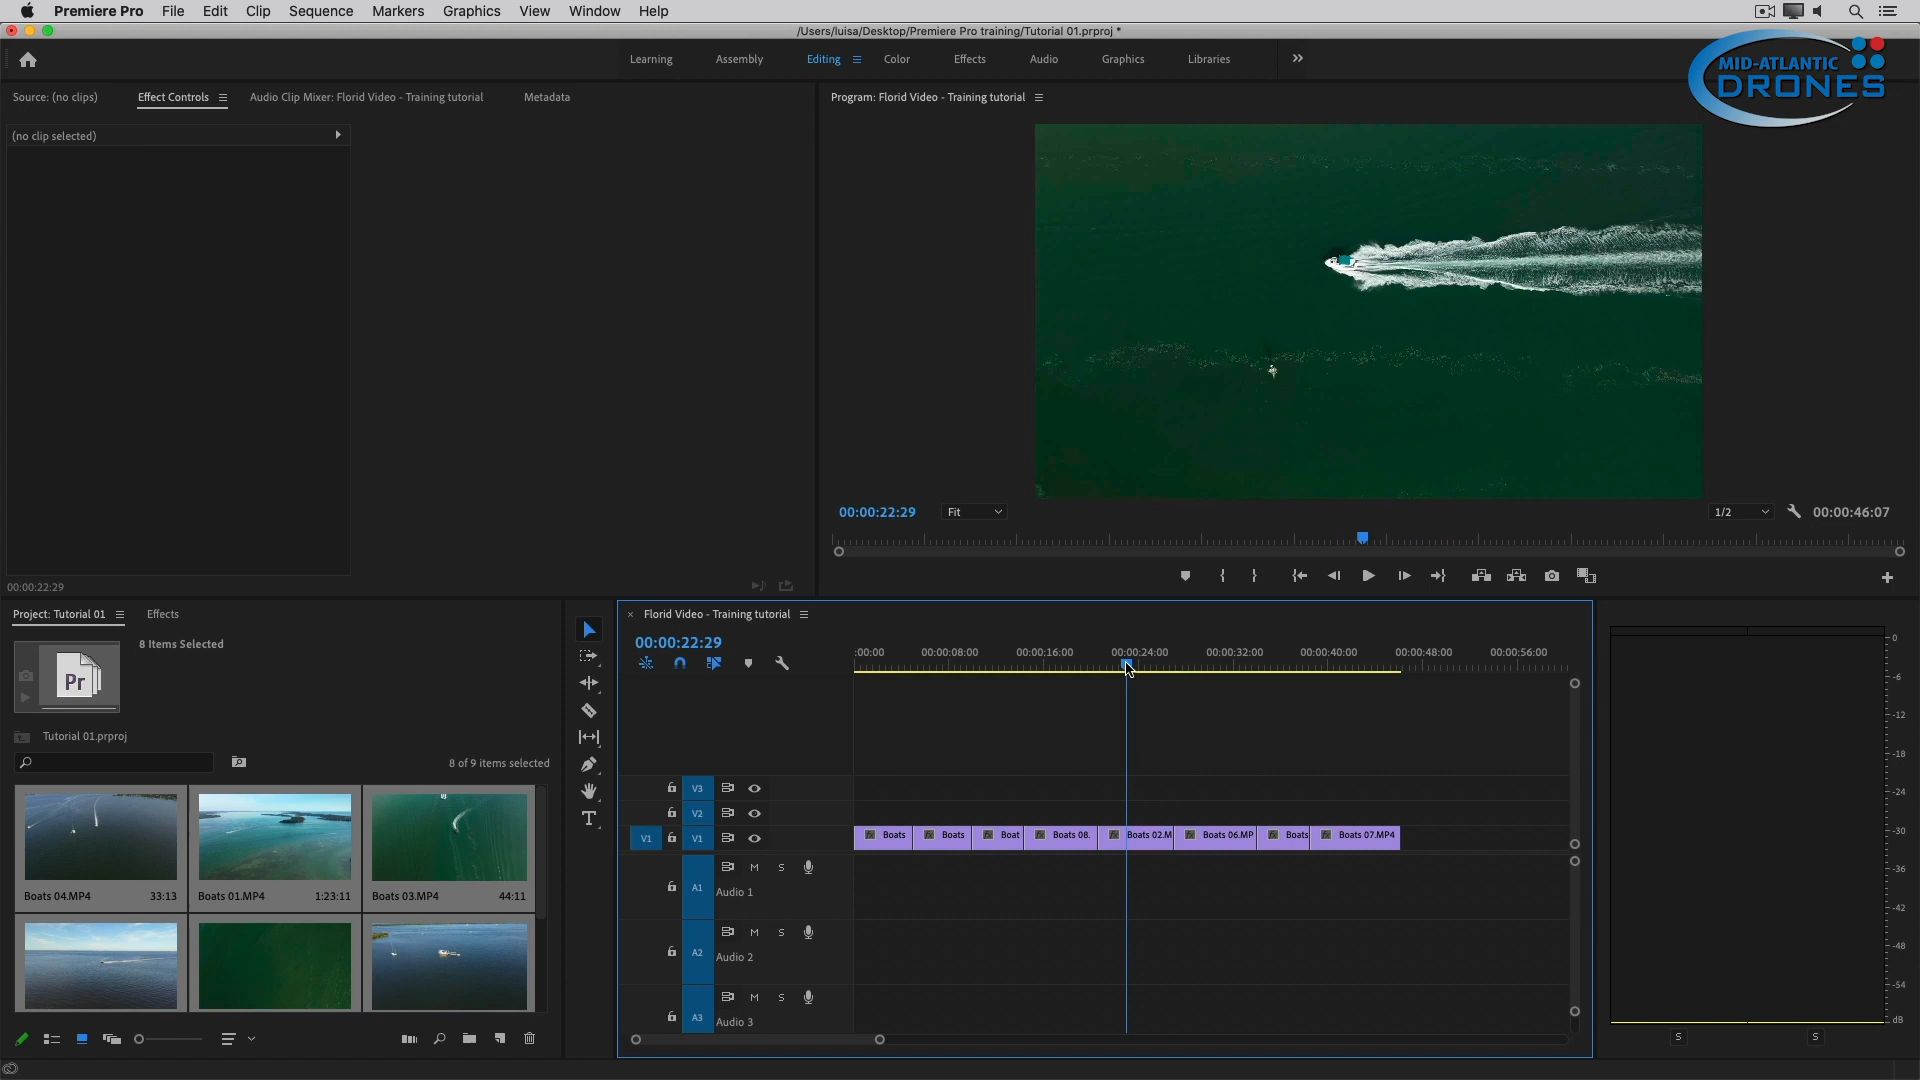 Premiere Pro File Edit Clip Sequence Markers Graphics View Window Help
/Users/luisa/Desktop/Premiere Pro training/Tutorial 01.prproj *
Learning Assembly Editing Color Effects Audio Graphics Libraries
MID-ATLANTIC
DRONES
Source: (no clips) Effect Controls Audio Clip Mixer: Florid Video - Training tutorial Metadata
Program: Florid Video - Training tutorial
(no clip selected)
00:00:22:29 Fit 1/2 00:00:46:07
00:00:22:29
Project: Tutorial 01 Effects
8 Items Selected
Pr
Tutorial 01.prproj
8 of 9 items selected
Boats 04.MP4 33:13
Boats 01.MP4 1:23:11
Boats 03.MP4 44:11
Florid Video - Training tutorial
00:00:22:29
:00:00 00:00:08:00 00:00:16:00 00:00:24:00 00:00:32:00 00:00:40:00 00:00:48:00 00:00:56:00
V3
V2
V1 V1
Boats Boats Boat Boats 08. Boats 02.M Boats 06.MP Boats Boats 07.MP4
A1 M S
Audio 1
A2 M S
Audio 2
A3 M S
Audio 3
0
-6
-12
-18
-24
-30
-36
-42
-48
-54
dB
S S